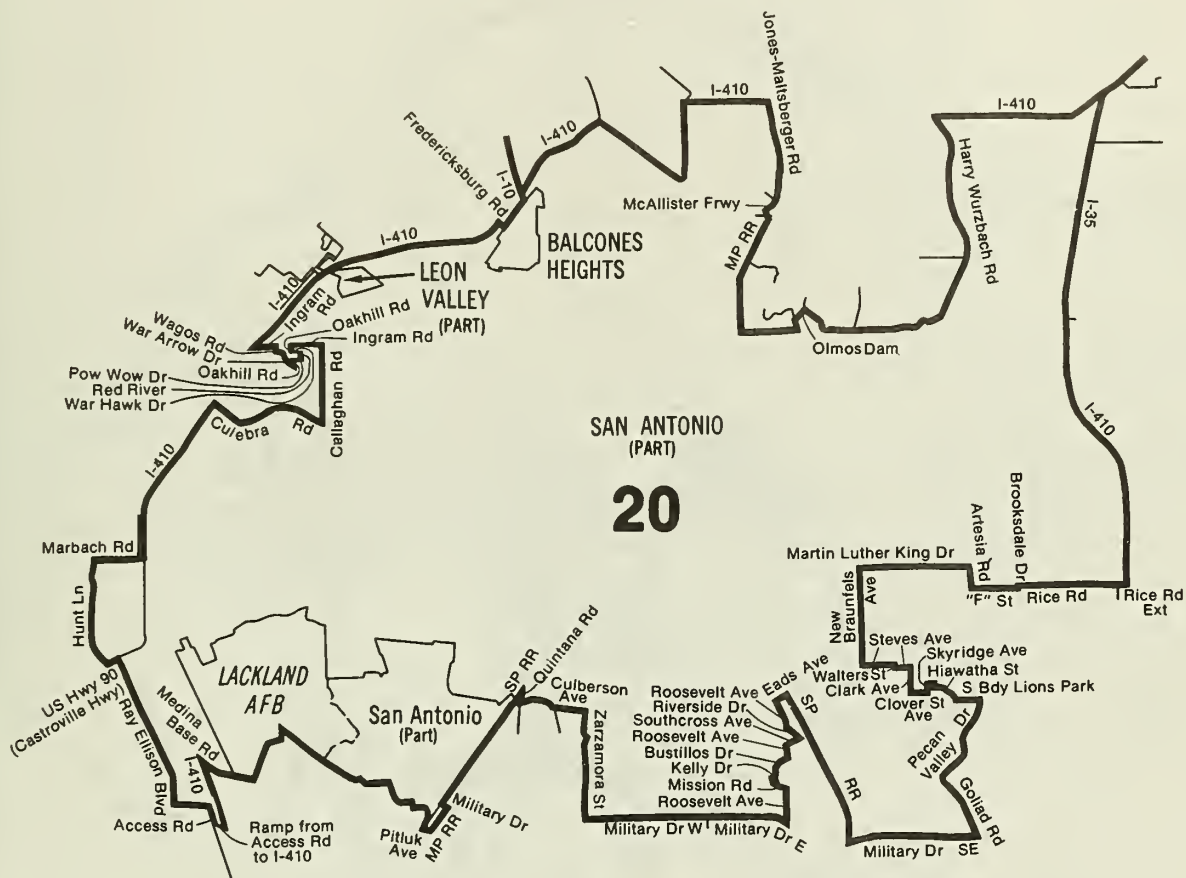 Jones-Maltsberger Rd
I-410
I-410
I-410
Fredericksburg Rd
I-10
McAllister Frwy
Harry Wurzbach Rd
I-35
MP RR
I-410
BALCONES
HEIGHTS
LEON
VALLEY
(PART)
I-410
Ingram
Rd
Oakhill Rd
Wagos Rd
War Arrow Dr
Ingram Rd
Oakhill Rd
Pow Wow Dr
Red River
War Hawk Dr
Callaghan Rd
Culebra Rd
Olmos Dam
I-410
I-410
SAN ANTONIO
(PART)
20
Marbach Rd
Hunt Ln
Martin Luther King Dr
Artesia Rd
Brooksdale Dr
"F" St
Rice Rd
Rice Rd
Ext
New Braunfels
Ave
Steves Ave
Skyridge Ave
Walters St
Hiawatha St
Clark Ave
S Bdy Lions Park
Clover St
Ave
Pecan
Valley
Dr
Goliad Rd
US Hwy 90
(Castroville Hwy)
Ray Ellison Blvd
Medina
Base Rd
LACKLAND
AFB
San Antonio
(Part)
SP RR
Quintana Rd
Culberson
Ave
Zarzamora St
Eads Ave
Roosevelt Ave
Riverside Dr
Southcross Ave
Roosevelt Ave
Bustillos Dr
Kelly Dr
Mission Rd
Roosevelt Ave
SP
RR
I-410
Access Rd
Ramp from
Access Rd
to I-410
Pitluk
Ave
MP RR
Military Dr
Military Dr W
Military Dr E
Military Dr SE